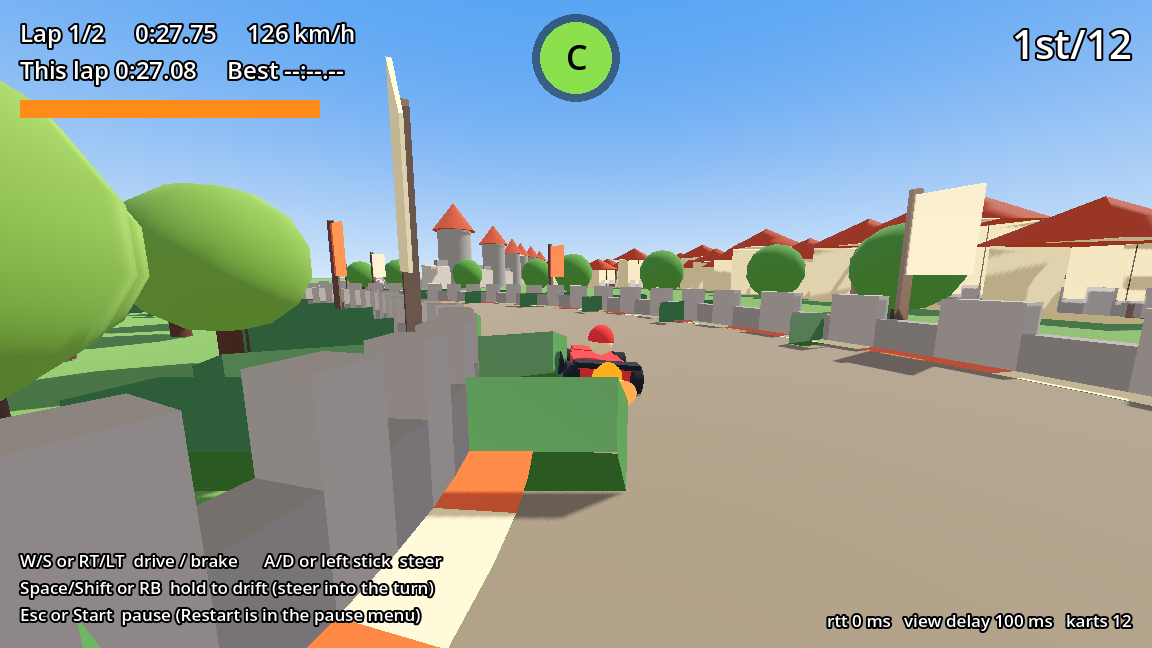 Lap 1/2 0:27.75 126 km/h
This lap 0:27.08 Best --:--.--
C
1st/12
W/S or RT/LT drive / brake A/D or left stick steer
Space/Shift or RB hold to drift (steer into the turn)
Esc or Start pause (Restart is in the pause menu)
rtt 0 ms view delay 100 ms karts 12